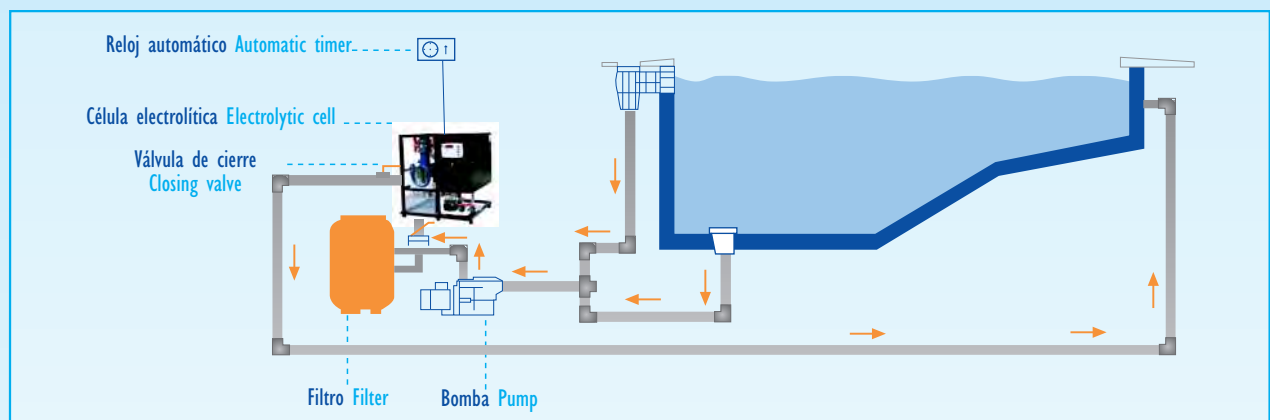 Reloj automático Automatic timer
Célula electrolítica Electrolytic cell
Válvula de cierre
Closing valve
Filtro Filter
Bomba Pump